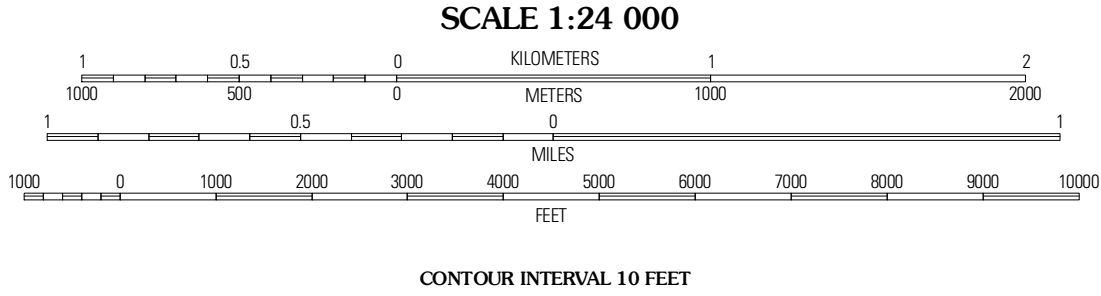 SCALE 1:24 000
1 0.5 0 KILOMETERS 1 2
1000 500 0 METERS 1000 2000
1 0.5 0 1
MILES
1000 0 1000 2000 3000 4000 5000 6000 7000 8000 9000 10000
FEET
CONTOUR INTERVAL 10 FEET